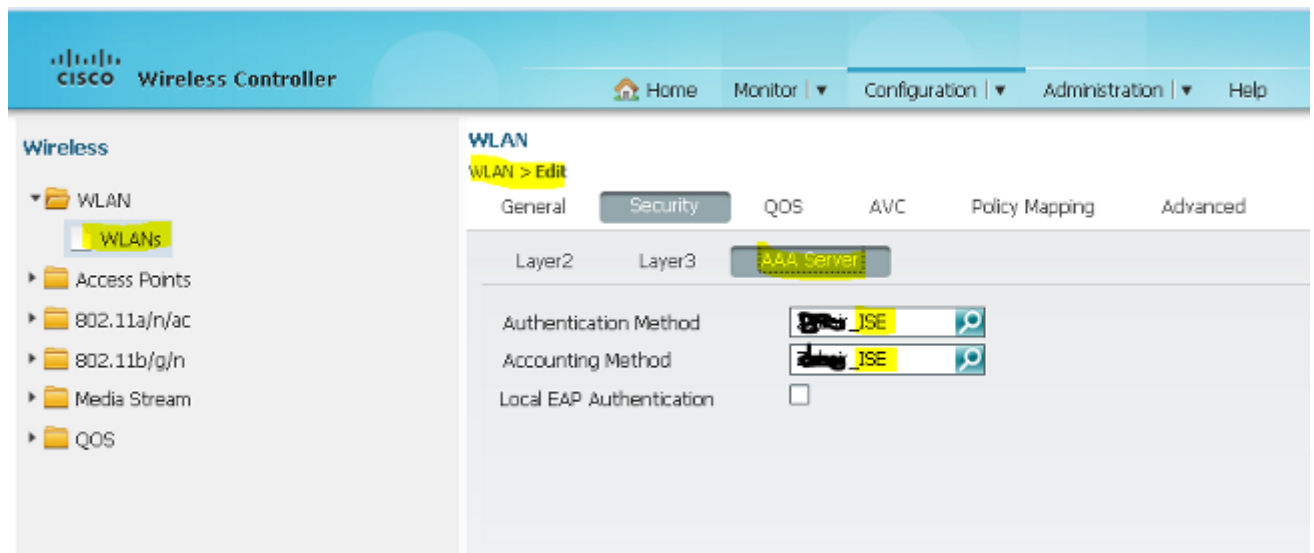 CISCO Wireless Controller
Home Monitor Configuration Administration Help
Wireless
WLAN
WLANs
Access Points
802.11a/n/ac
802.11b/g/n
Media Stream
QOS
WLAN
WLAN > Edit
General Security QOS AVC Policy Mapping Advanced
Layer2 Layer3 AAA Server
Authentication Method _ISE
Accounting Method _ISE
Local EAP Authentication